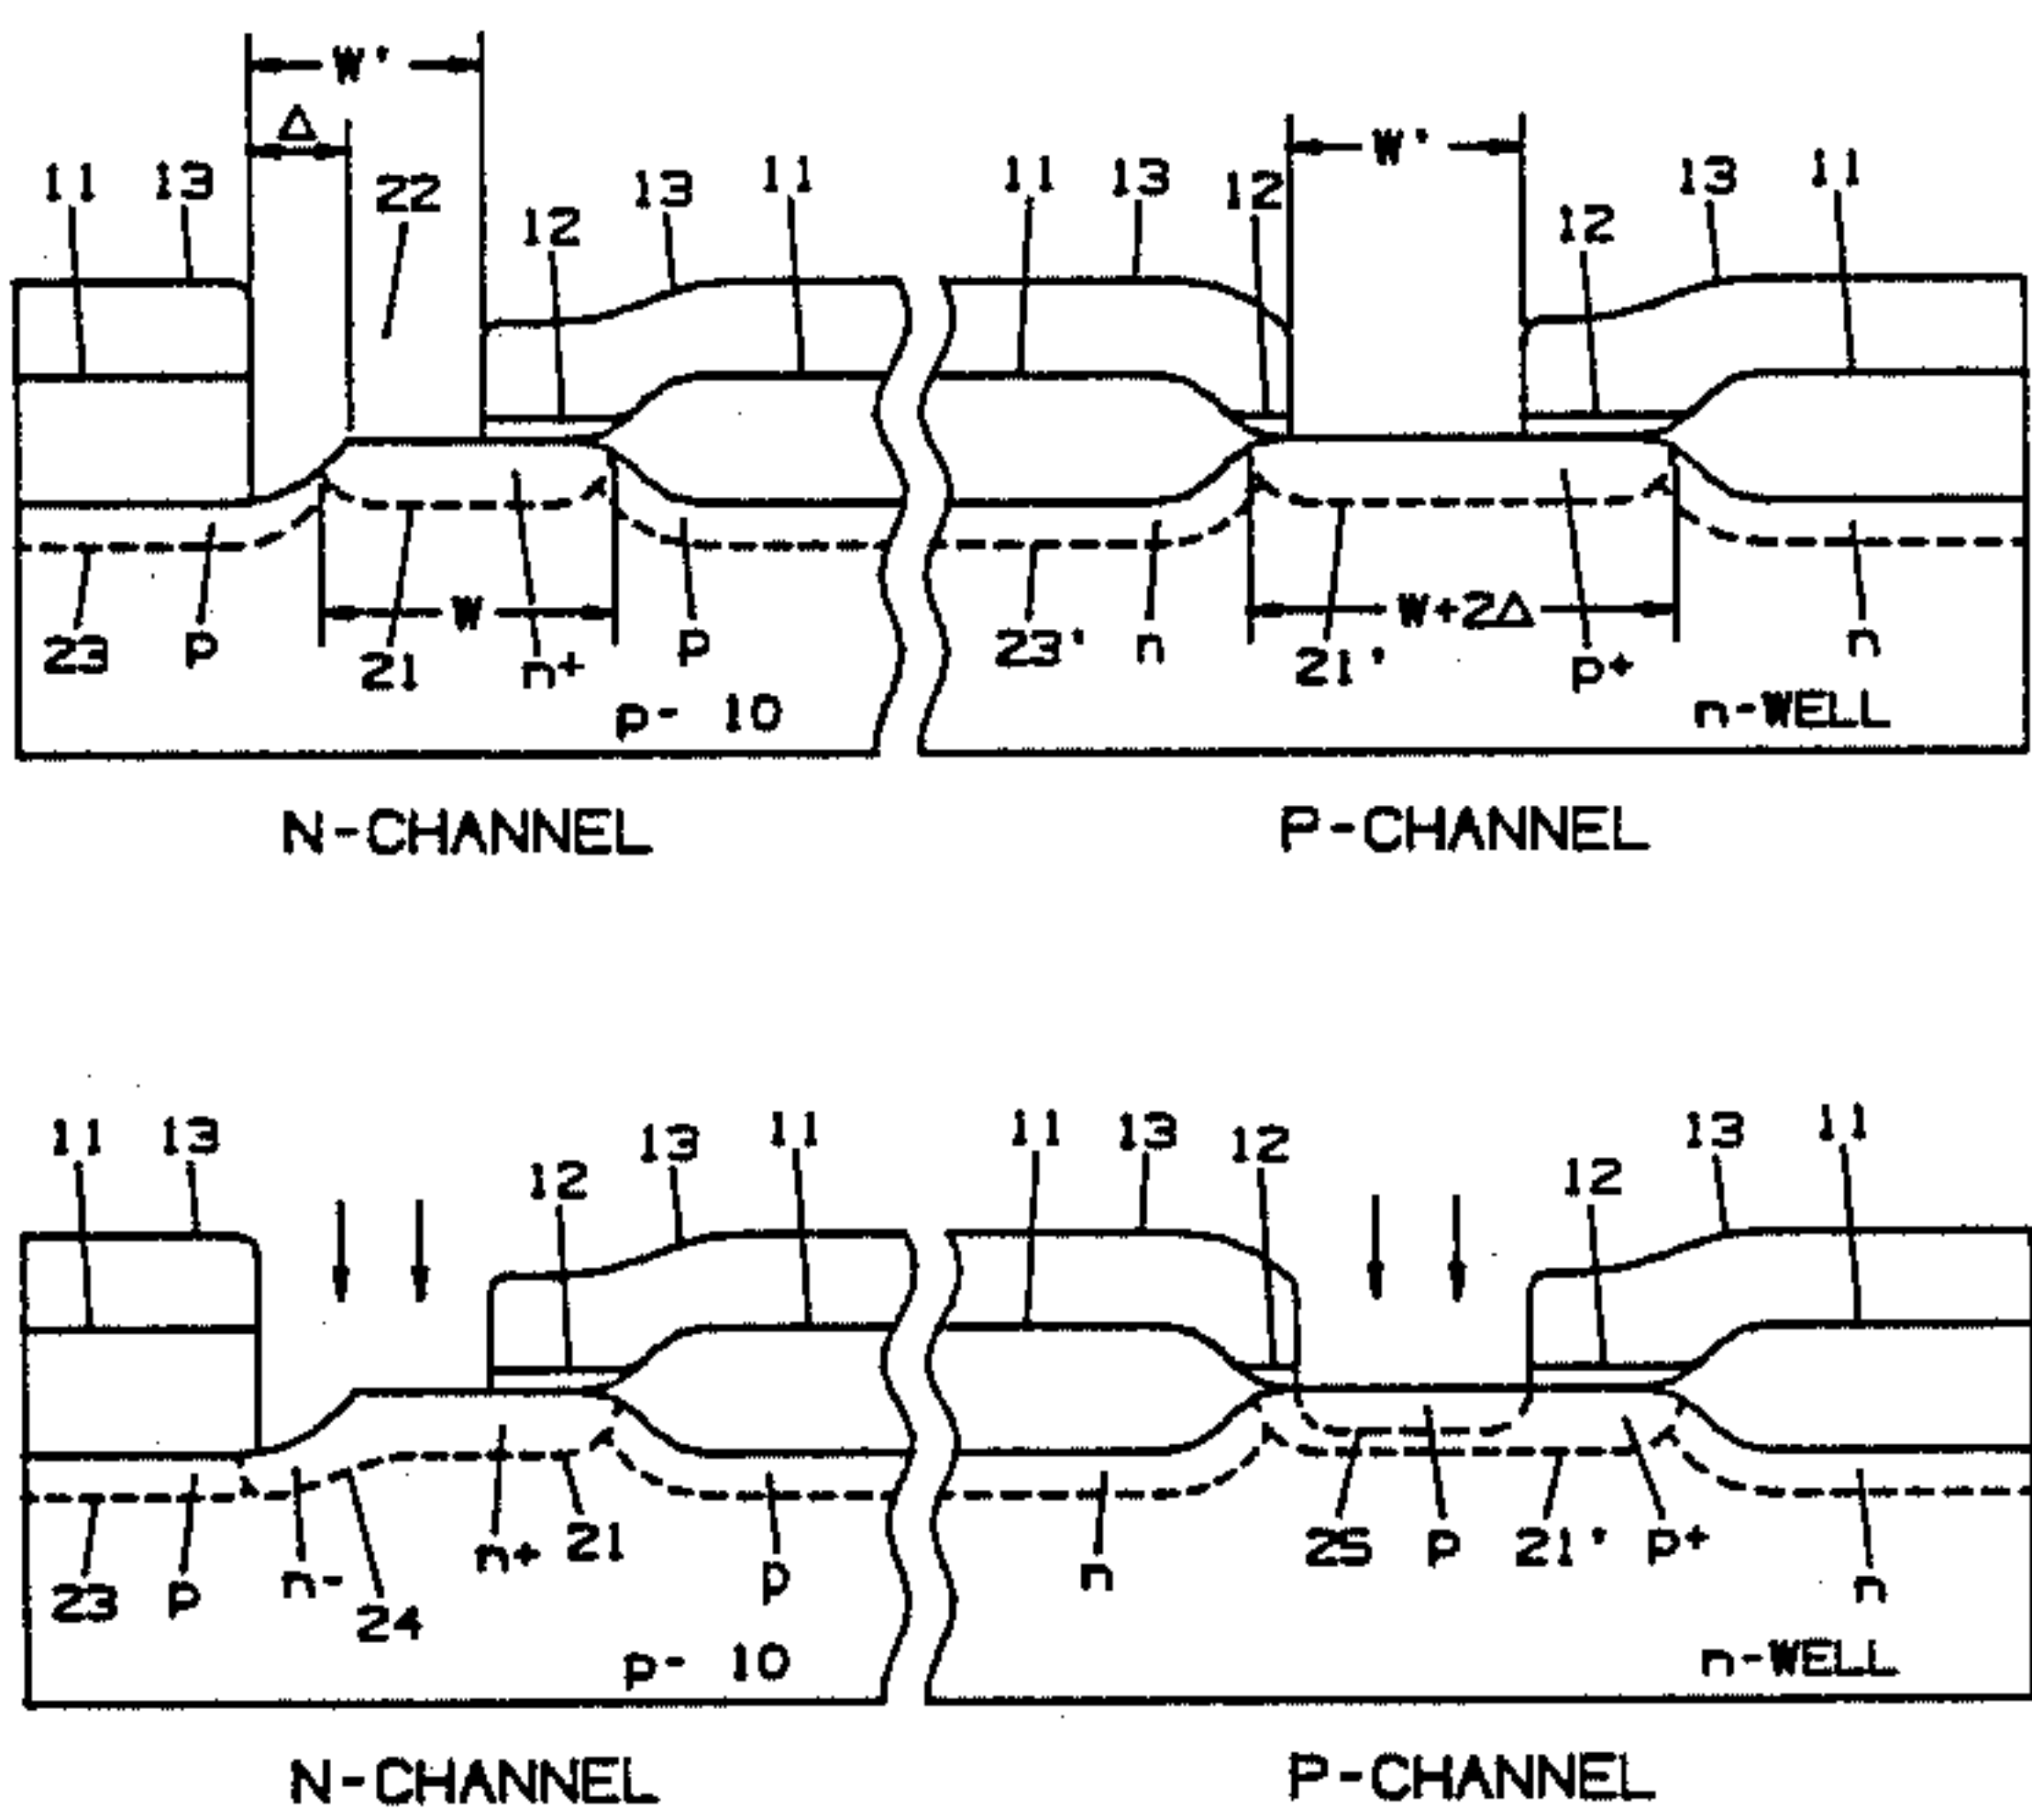 W' W'
Δ
11 13 22 12 13 11 11 13 12 12 13 11
W W+2Δ
23 p 21 n+ p 23' n 21' p+ n
p- 10 n-WELL
N-CHANNEL P-CHANNEL
11 13 12 13 11 11 13 12 12 13 11
23 p n- 24 n+ 21 p n 25 p 21' p+ n
p- 10 n-WELL
N-CHANNEL P-CHANNEL